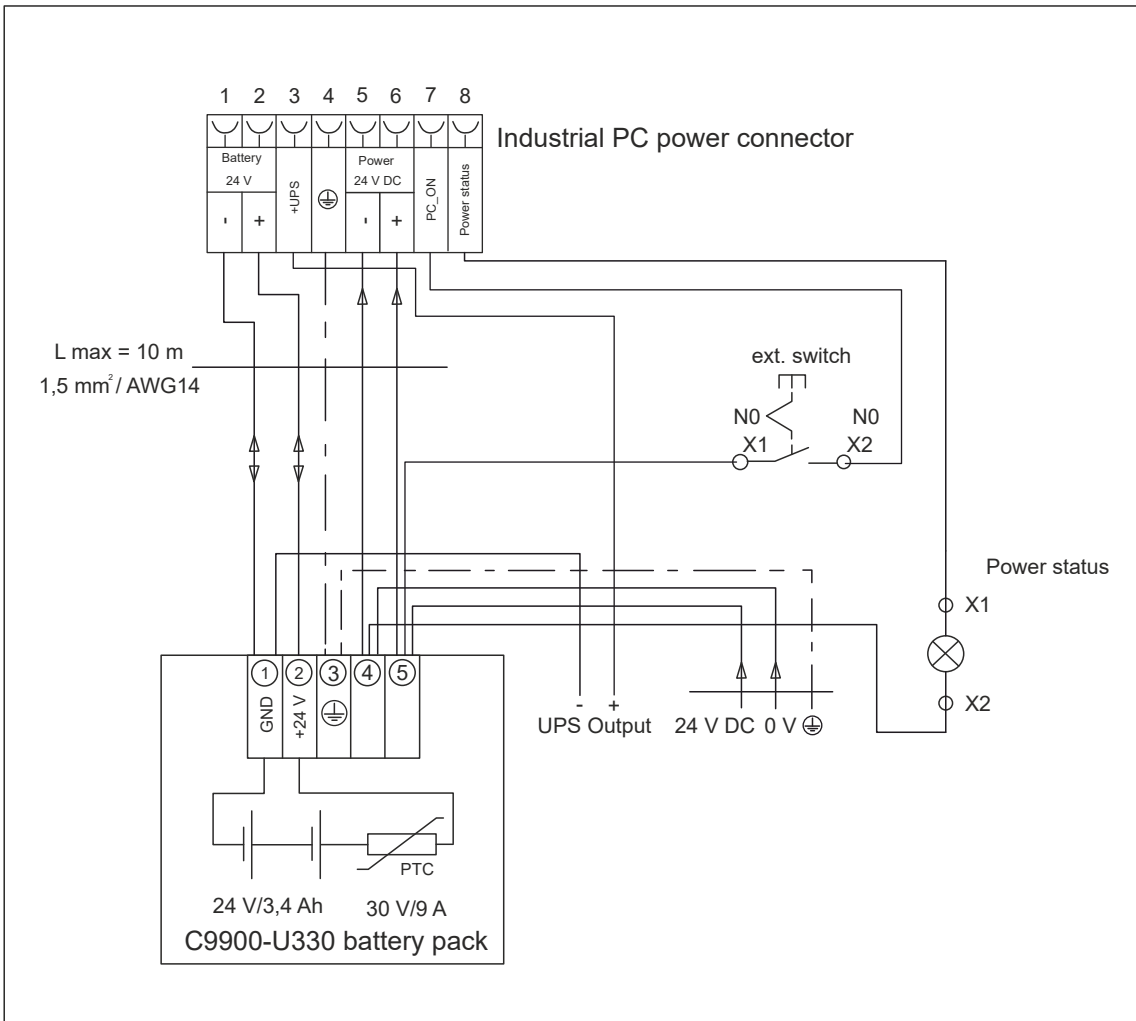 1 2 3 4 5 6 7 8
Industrial PC power connector
Battery
24 V
- +
+UPS
Power
24 V DC
- +
PC_ON
Power status
L max = 10 m
1,5 mm²/ AWG14
ext. switch
N0 N0
X1 X2
Power status
X1
X2
1 2 3 4 5
GND
+24 V
- +
UPS Output
24 V DC 0 V
PTC
24 V/3,4 Ah 30 V/9 A
C9900-U330 battery pack